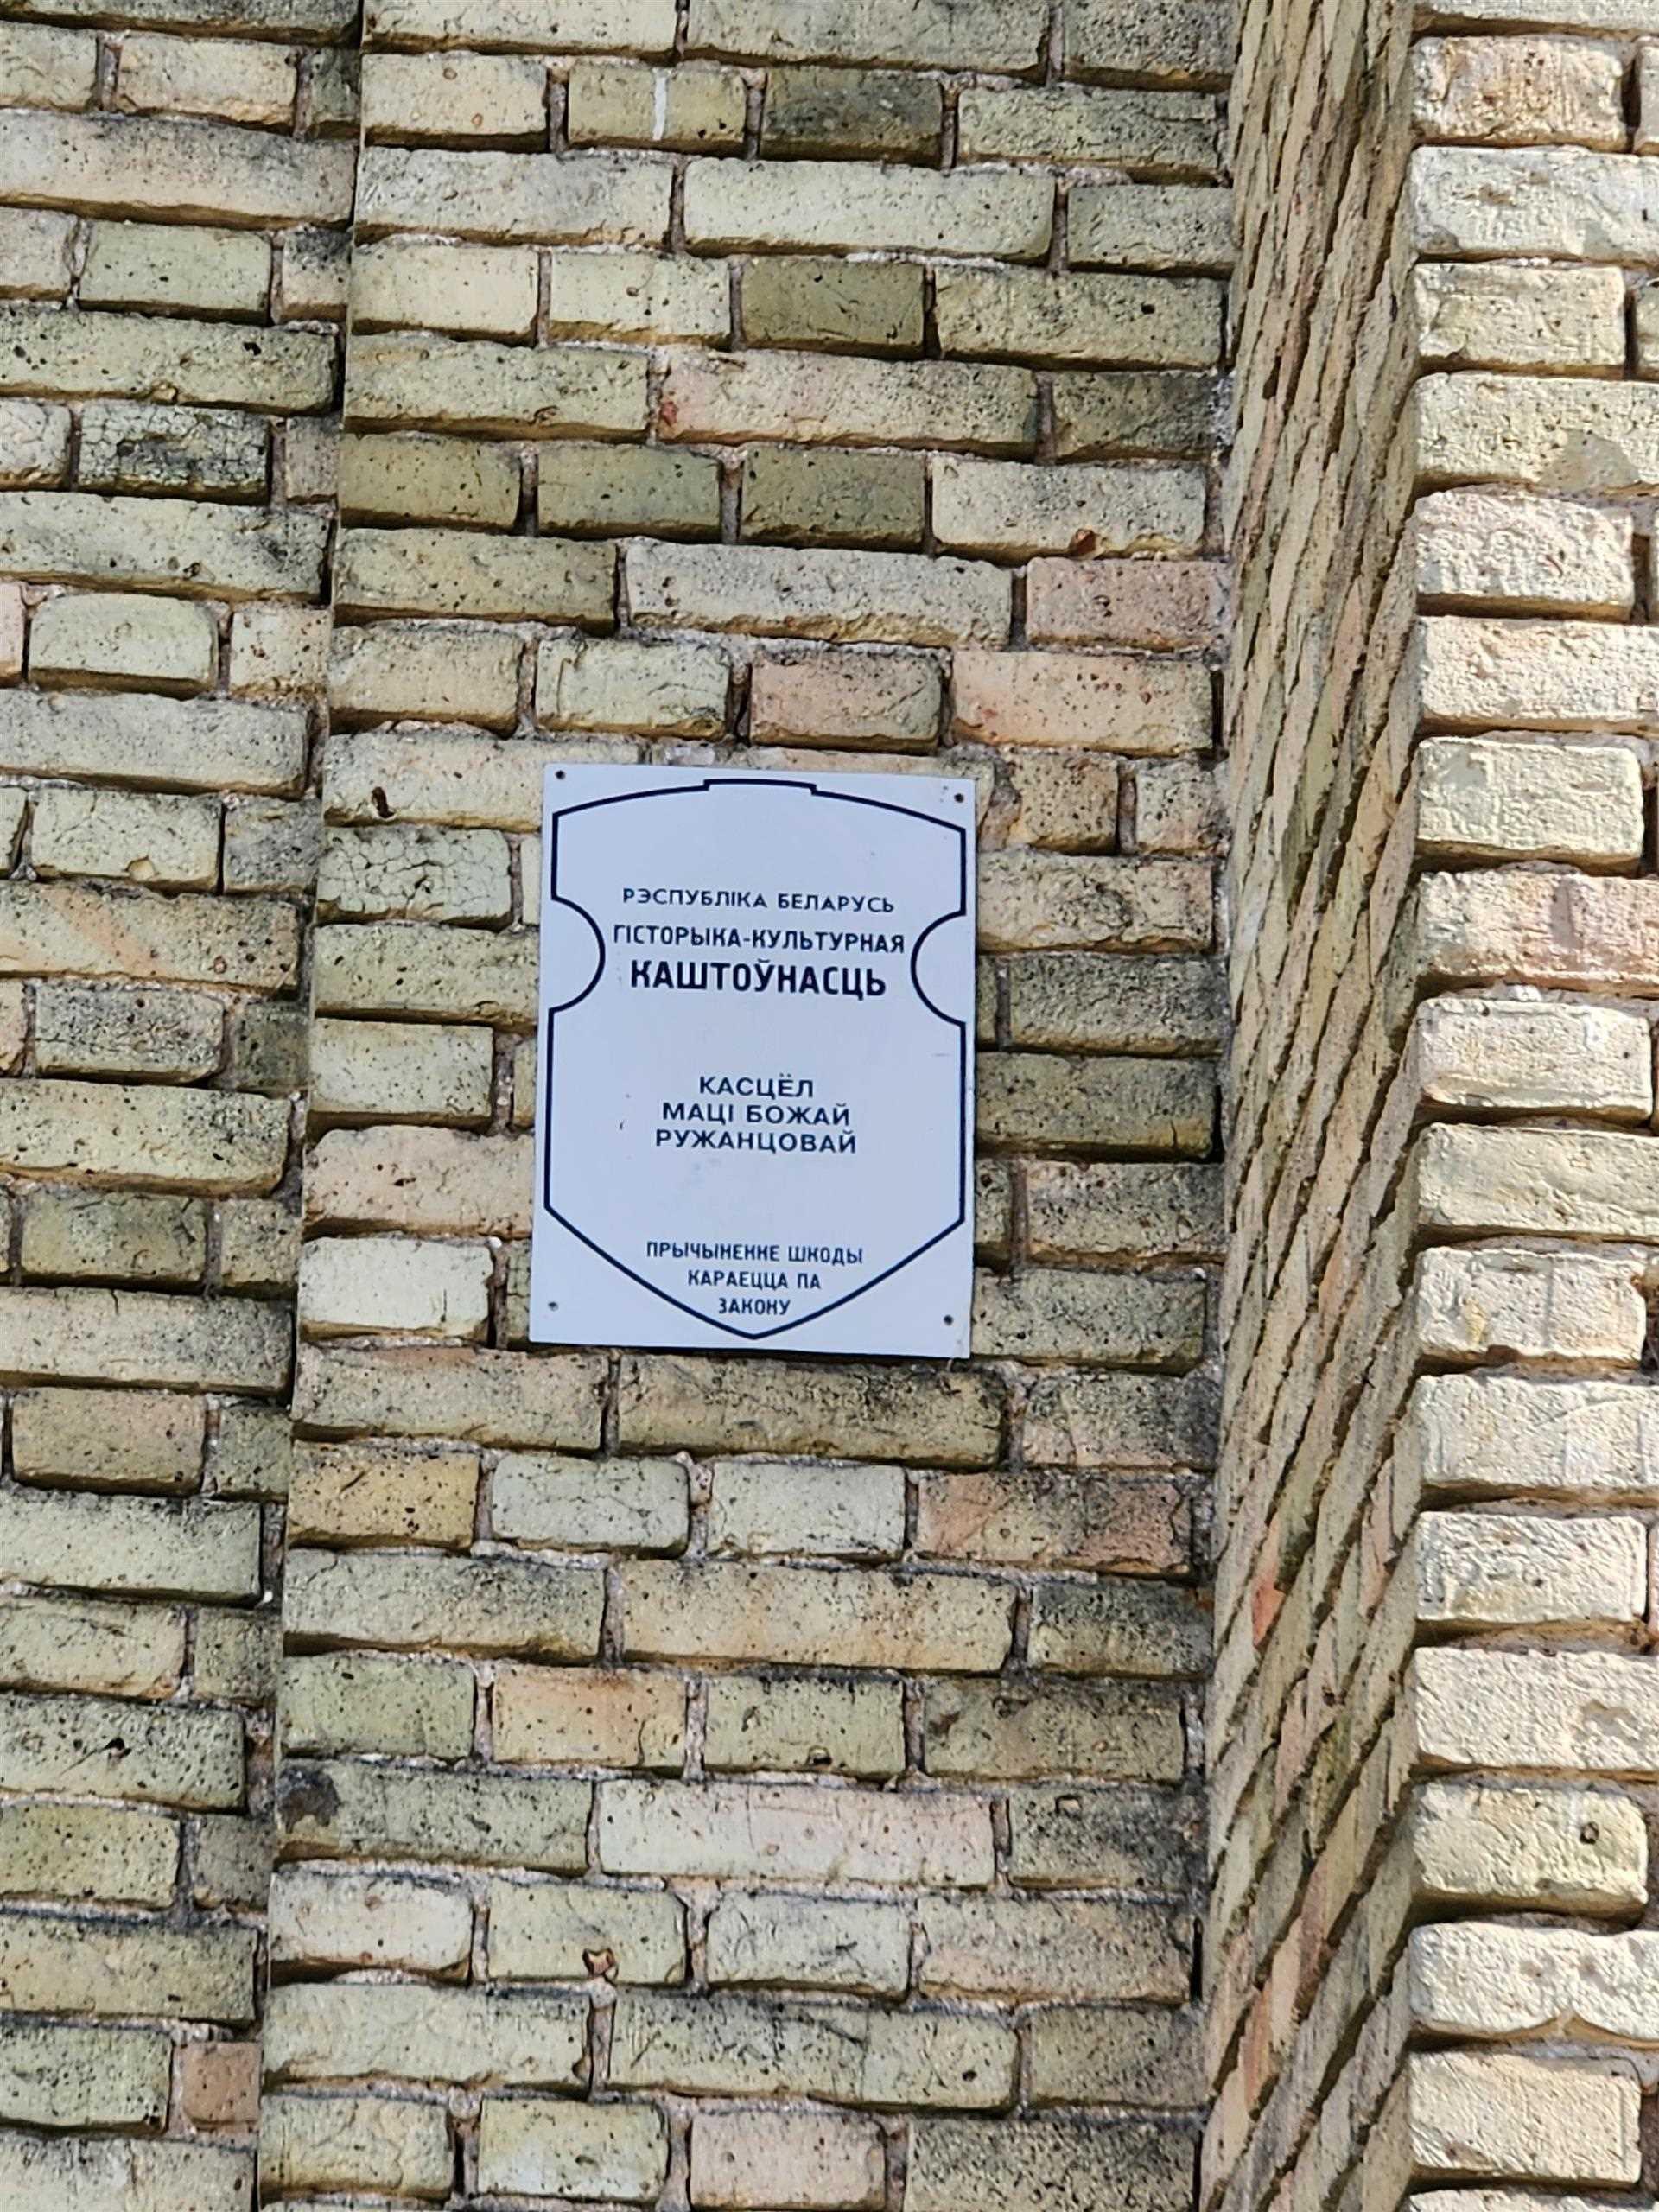 РЭСПУБЛІКА БЕЛАРУСЬ
ГІСТОРЫКА-КУЛЬТУРНАЯ
КАШТОЎНАСЦЬ
КАСЦЁЛ
МАЦІ БОЖАЙ
РУЖАНЦОВАЙ
ПРЫЧЫНЕННЕ ШКОДЫ
КАРАЕЦЦА ПА
ЗАКОНУ